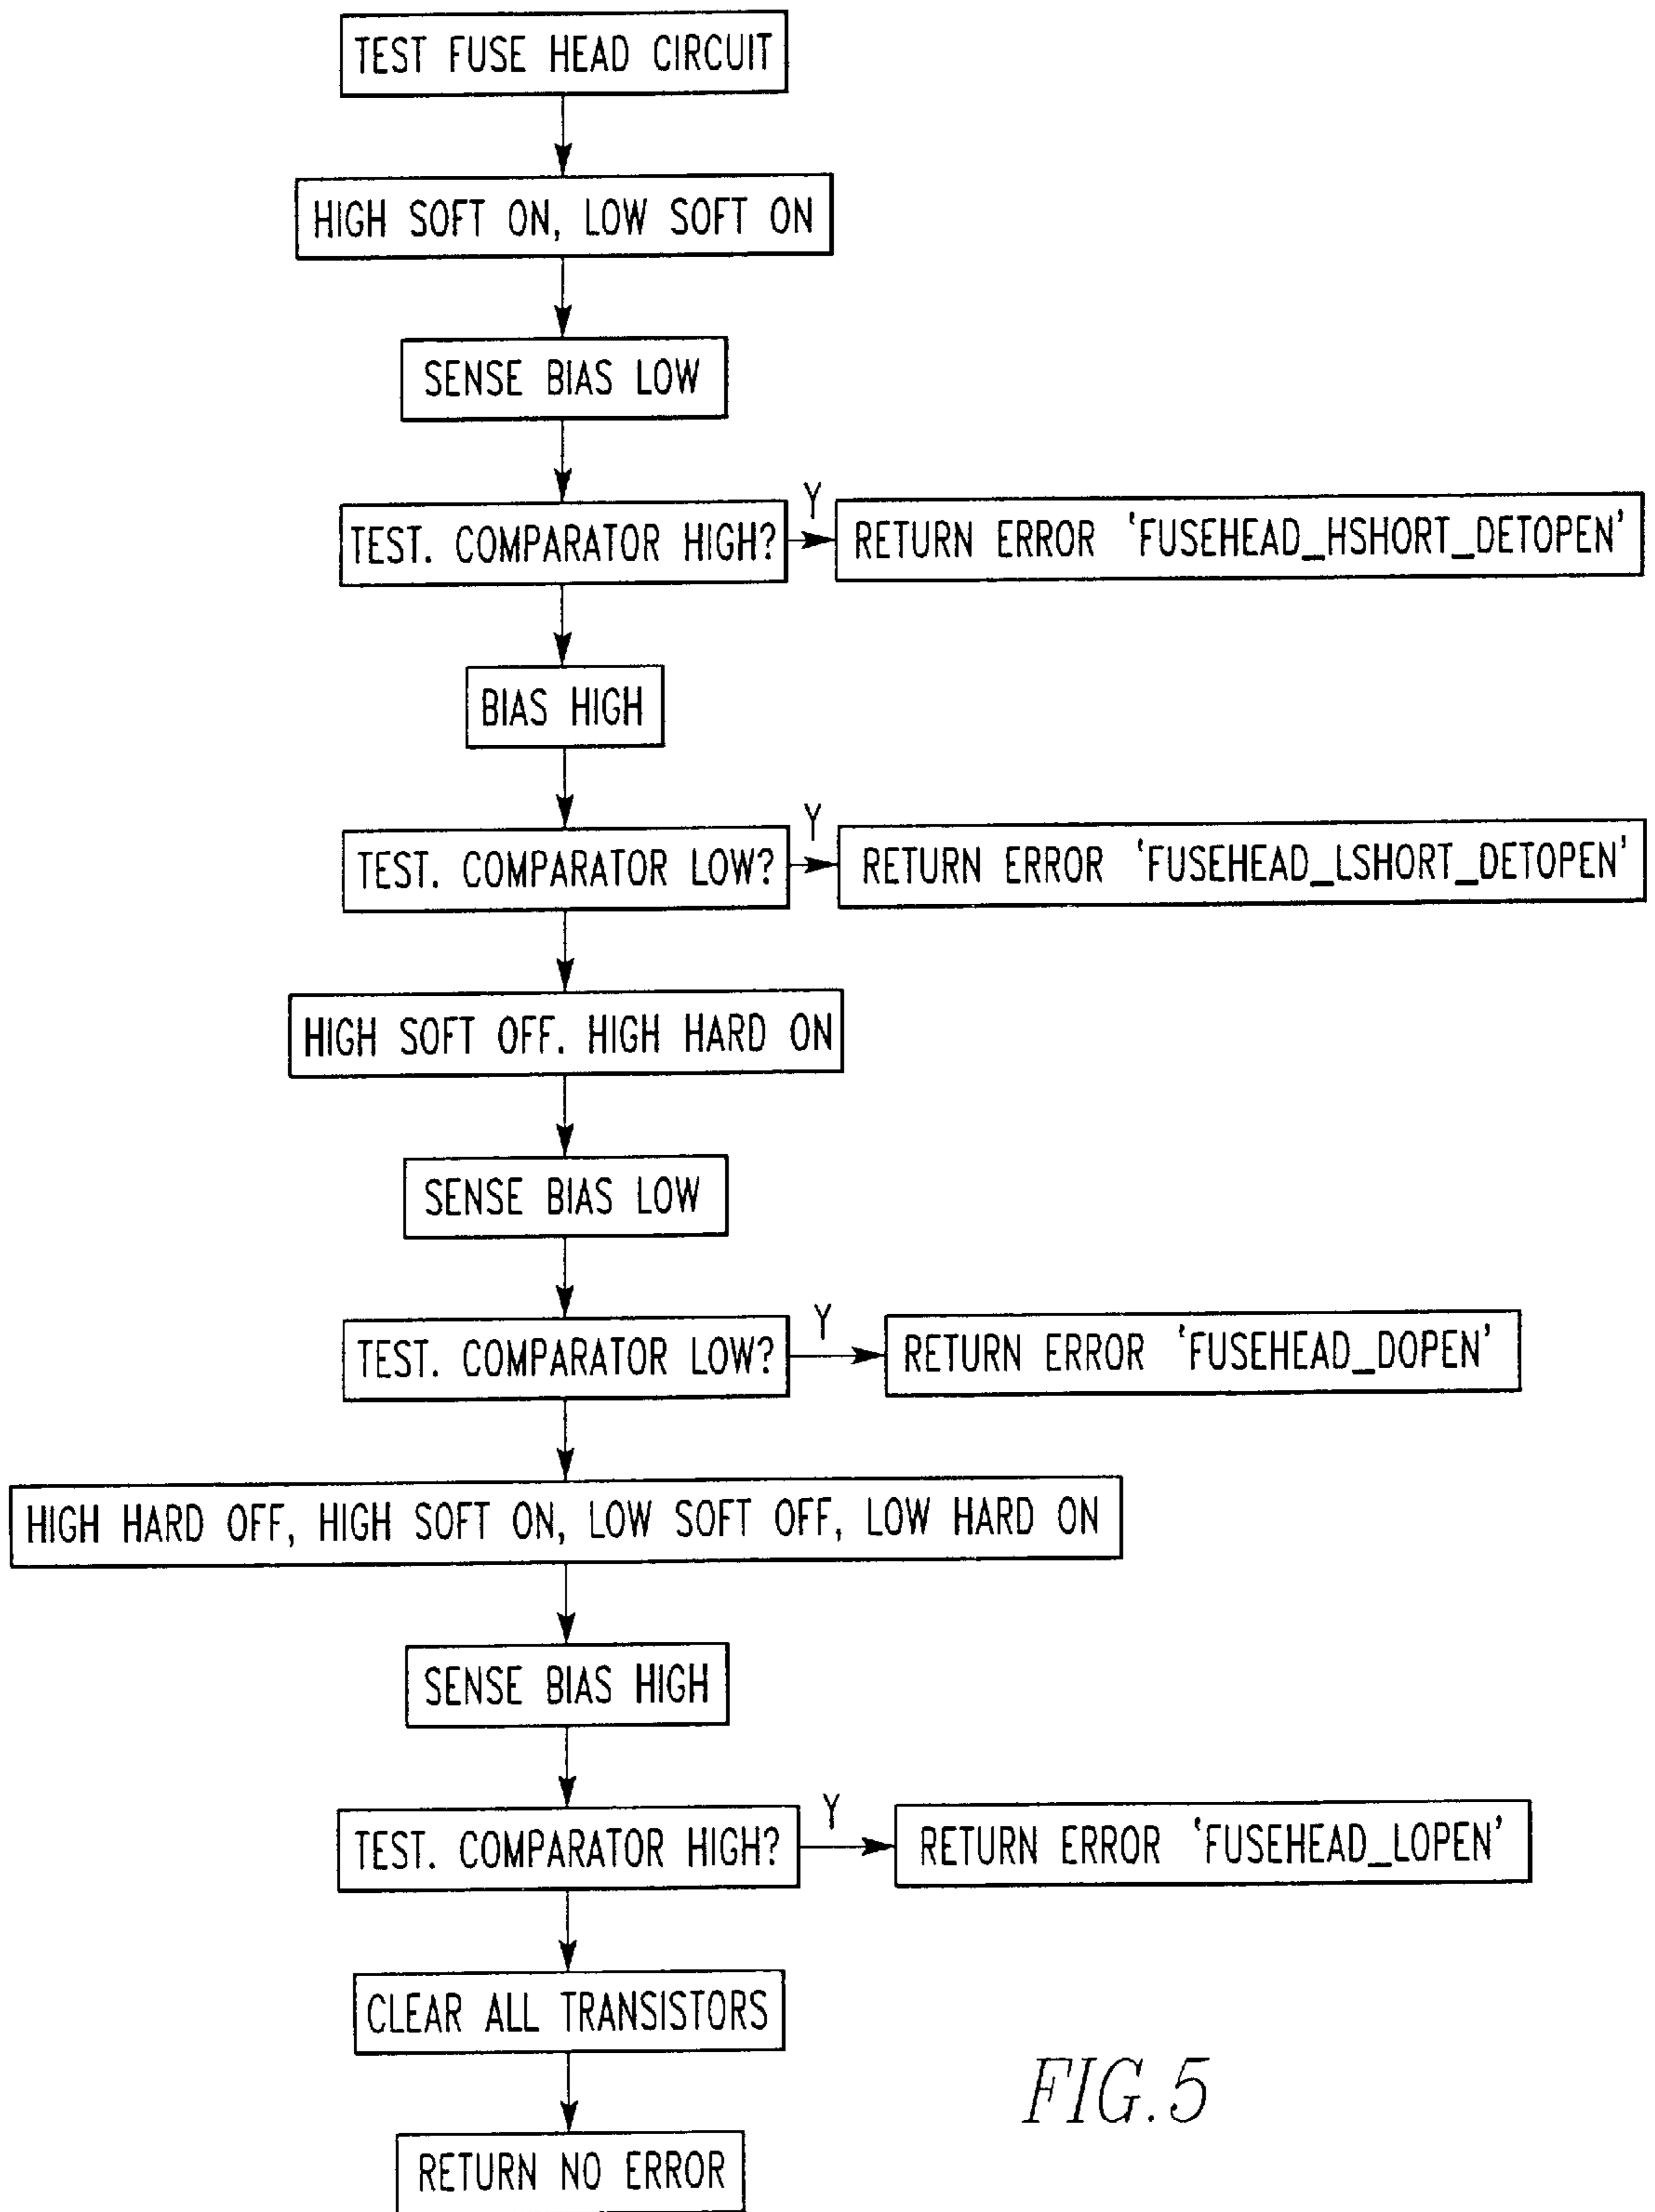 TEST FUSE HEAD CIRCUIT
HIGH SOFT ON, LOW SOFT ON
SENSE BIAS LOW
TEST. COMPARATOR HIGH?
Y
RETURN ERROR 'FUSEHEAD_HSHORT_DETOPEN'
BIAS HIGH
TEST. COMPARATOR LOW?
Y
RETURN ERROR 'FUSEHEAD_LSHORT_DETOPEN'
HIGH SOFT OFF. HIGH HARD ON
SENSE BIAS LOW
TEST. COMPARATOR LOW?
Y
RETURN ERROR 'FUSEHEAD_DOPEN'
HIGH HARD OFF, HIGH SOFT ON, LOW SOFT OFF, LOW HARD ON
SENSE BIAS HIGH
TEST. COMPARATOR HIGH?
Y
RETURN ERROR 'FUSEHEAD_LOPEN'
CLEAR ALL TRANSISTORS
RETURN NO ERROR
FIG.5